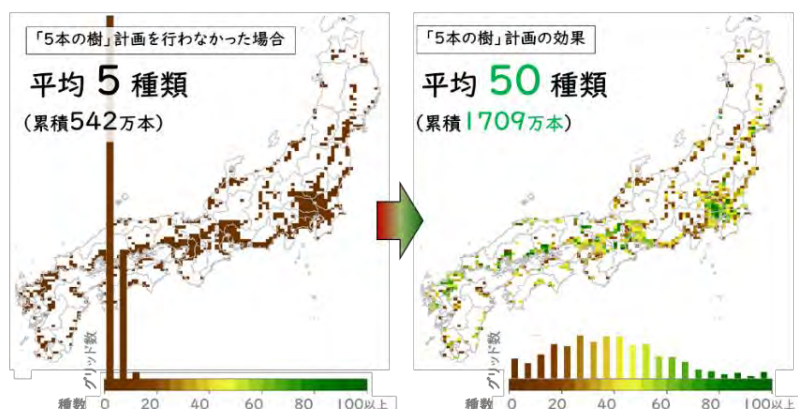 「5本の樹」計画を行わなかった場合
平均 5 種類
(累積542万本)
グリッド数
種数 0 20 40 60 80 100以上
「5本の樹」計画の効果
平均 50 種類
(累積1709万本)
グリッド数
種数 0 20 40 60 80 100以上